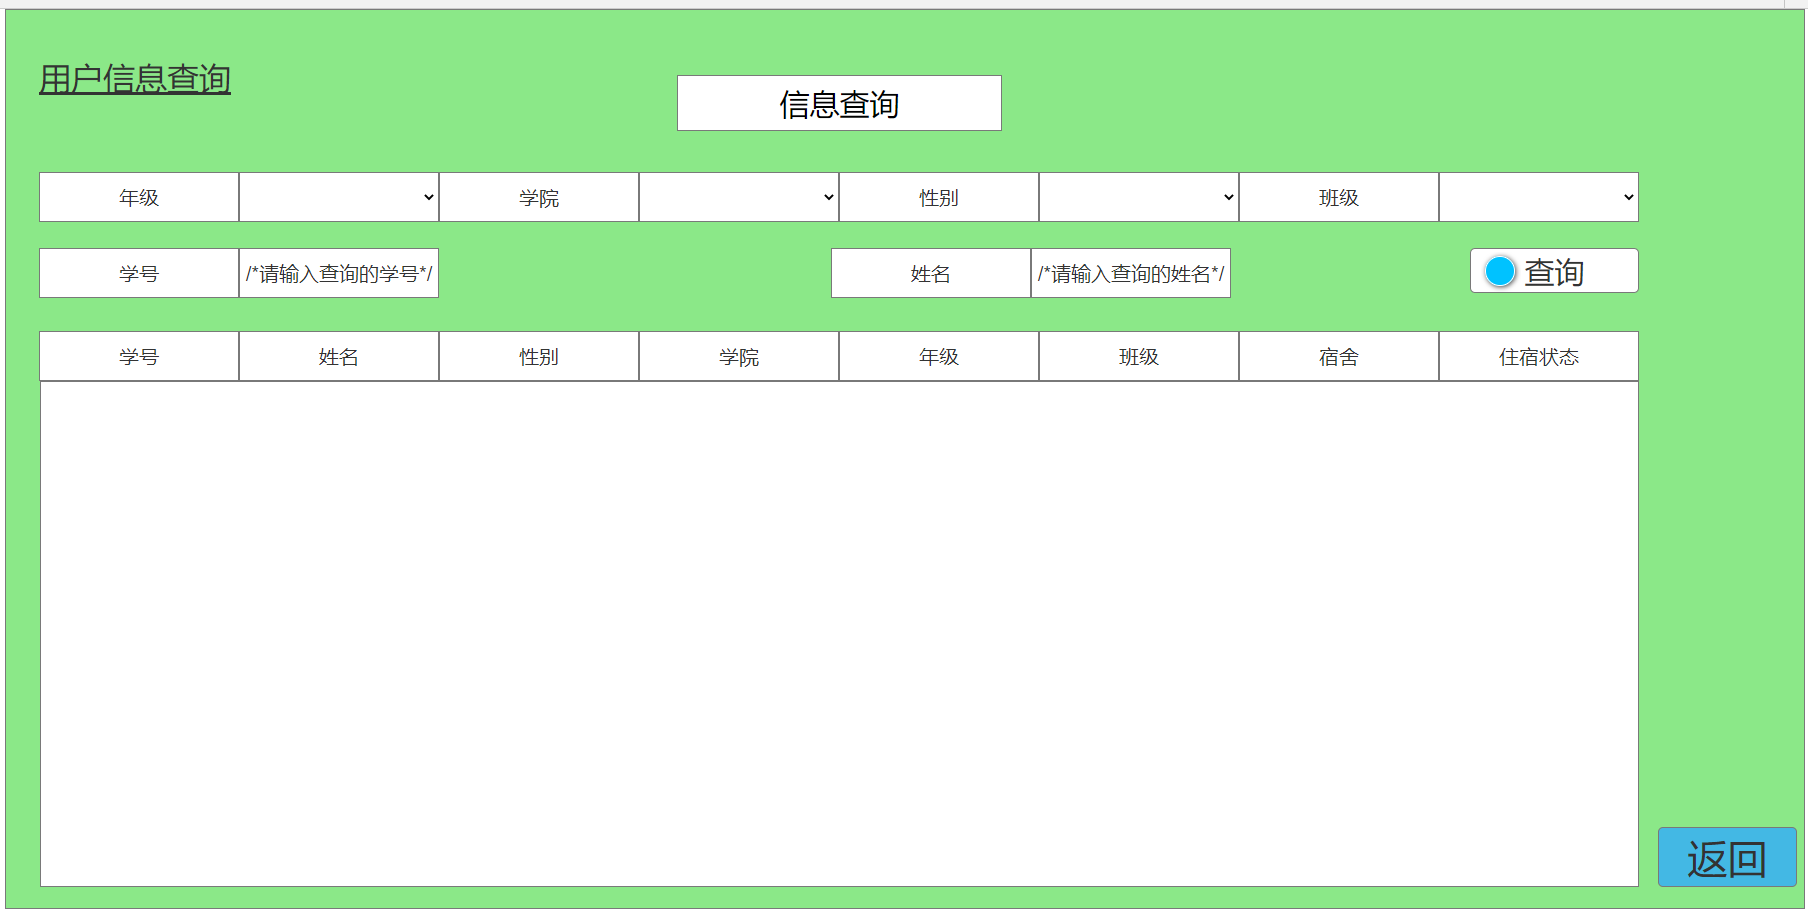 用户信息查询
信息查询
年级 学院 性别 班级
学号 /*请输入查询的学号*/ 姓名 /*请输入查询的姓名*/ 查询
学号 姓名 性别 学院 年级 班级 宿舍 住宿状态
返回